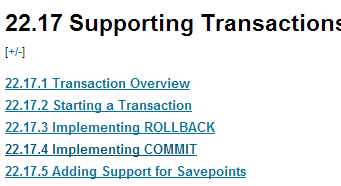 22.17 Supporting Transactions
[+/-]
22.17.1 Transaction Overview
22.17.2 Starting a Transaction
22.17.3 Implementing ROLLBACK
22.17.4 Implementing COMMIT
22.17.5 Adding Support for Savepoints